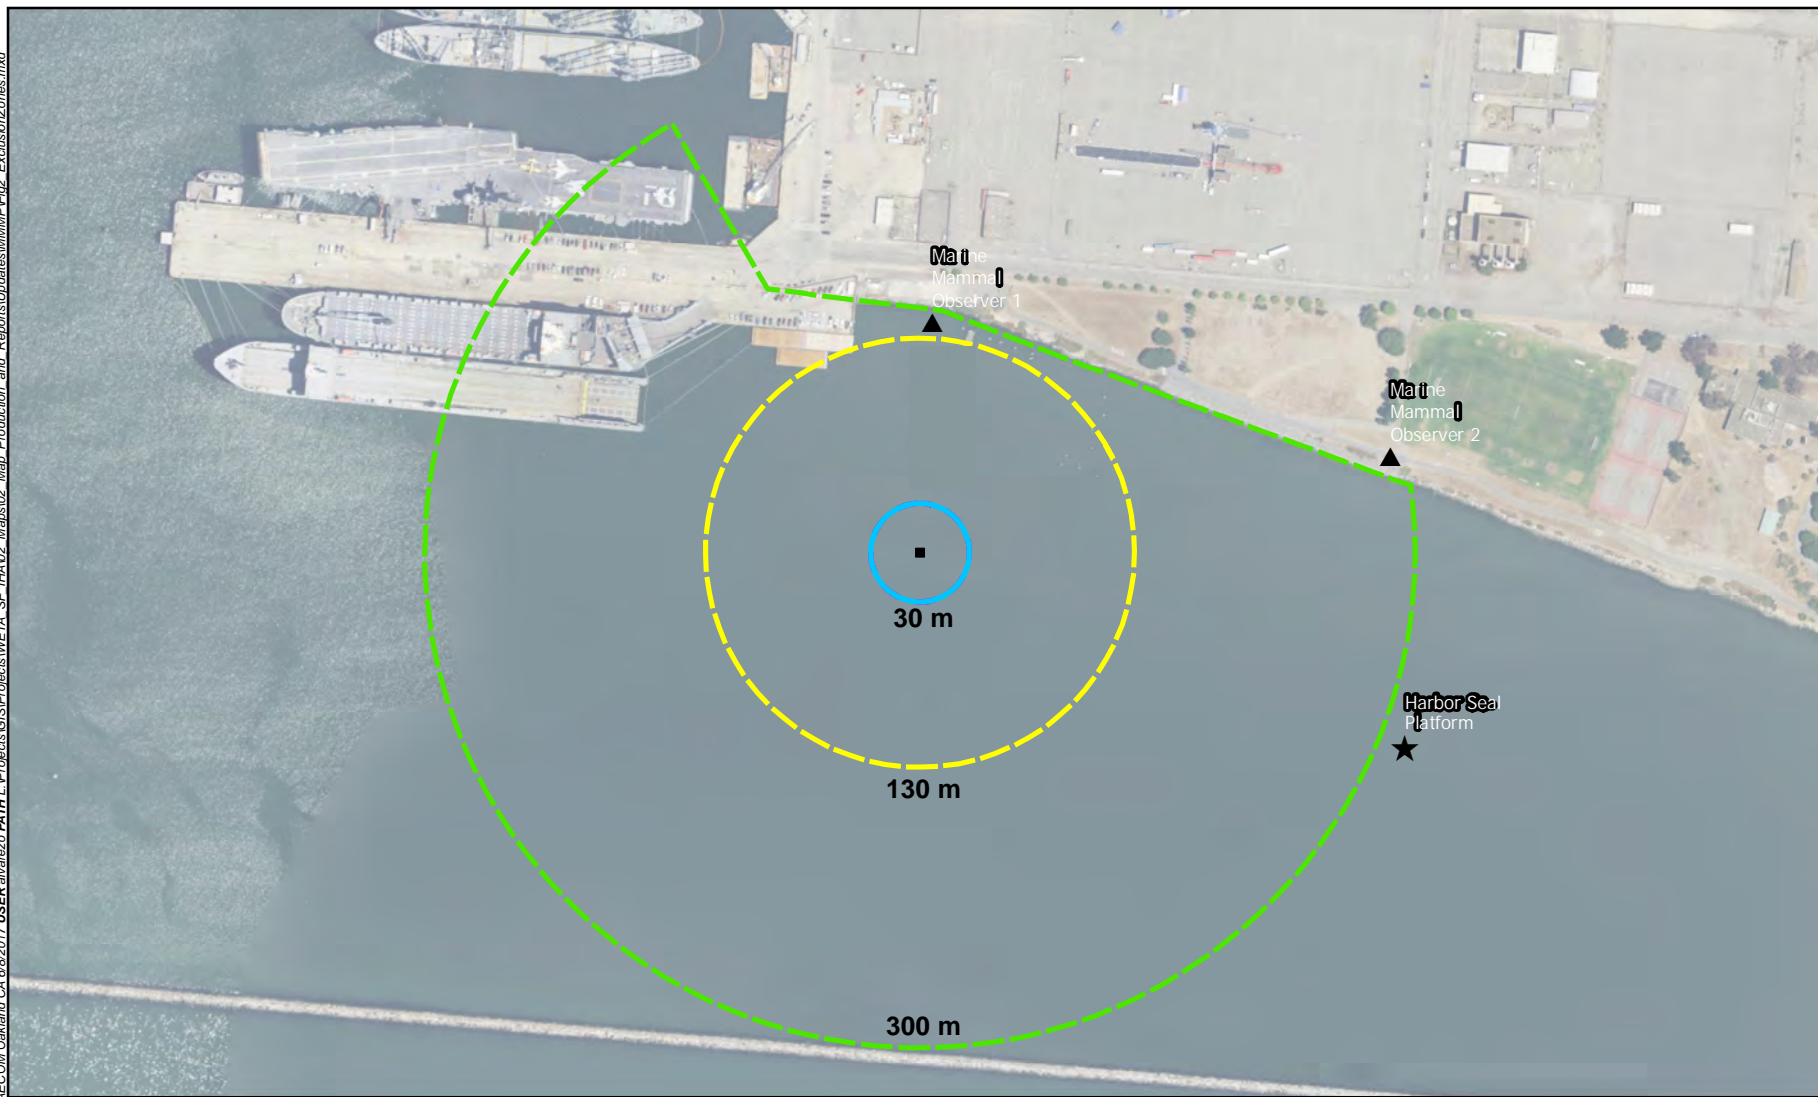 Marine
Mammal
Observer 1
Marine
Mammal
Observer 2
30 m
Harbor Seal
Platform
130 m
300 m